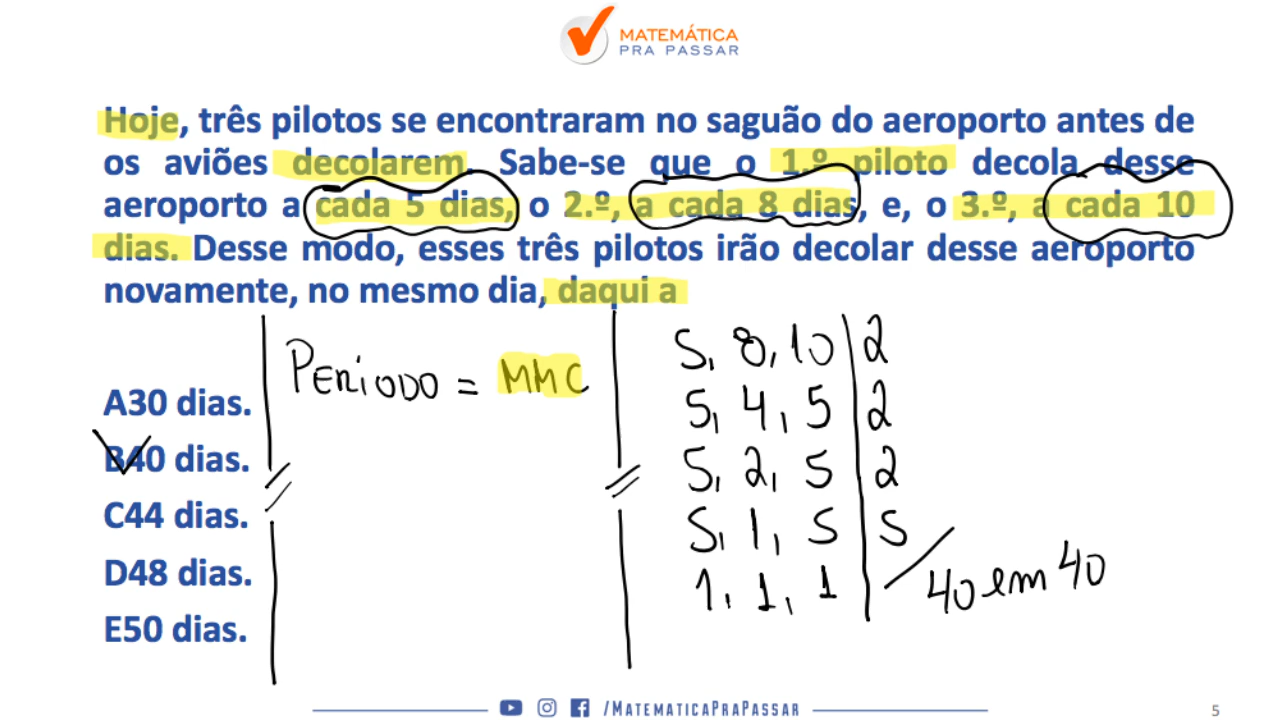 MATEMÁTICA
PRA PASSAR
Hoje, três pilotos se encontraram no saguão do aeroporto antes de
os aviões decolarem. Sabe-se que o 1.º piloto decola desse
aeroporto a cada 5 dias, o 2.º, a cada 8 dias, e, o 3.º, a cada 10
dias. Desse modo, esses três pilotos irão decolar desse aeroporto
novamente, no mesmo dia, daqui a
PERÍODO = MMC
5, 8, 10 | 2
5, 4, 5 | 2
5, 2, 5 | 2
5, 1, 5 | 5
1, 1, 1
40 em 40
A30 dias.
B40 dias.
C44 dias.
D48 dias.
E50 dias.
/MATEMATICAPRAPASSAR
5